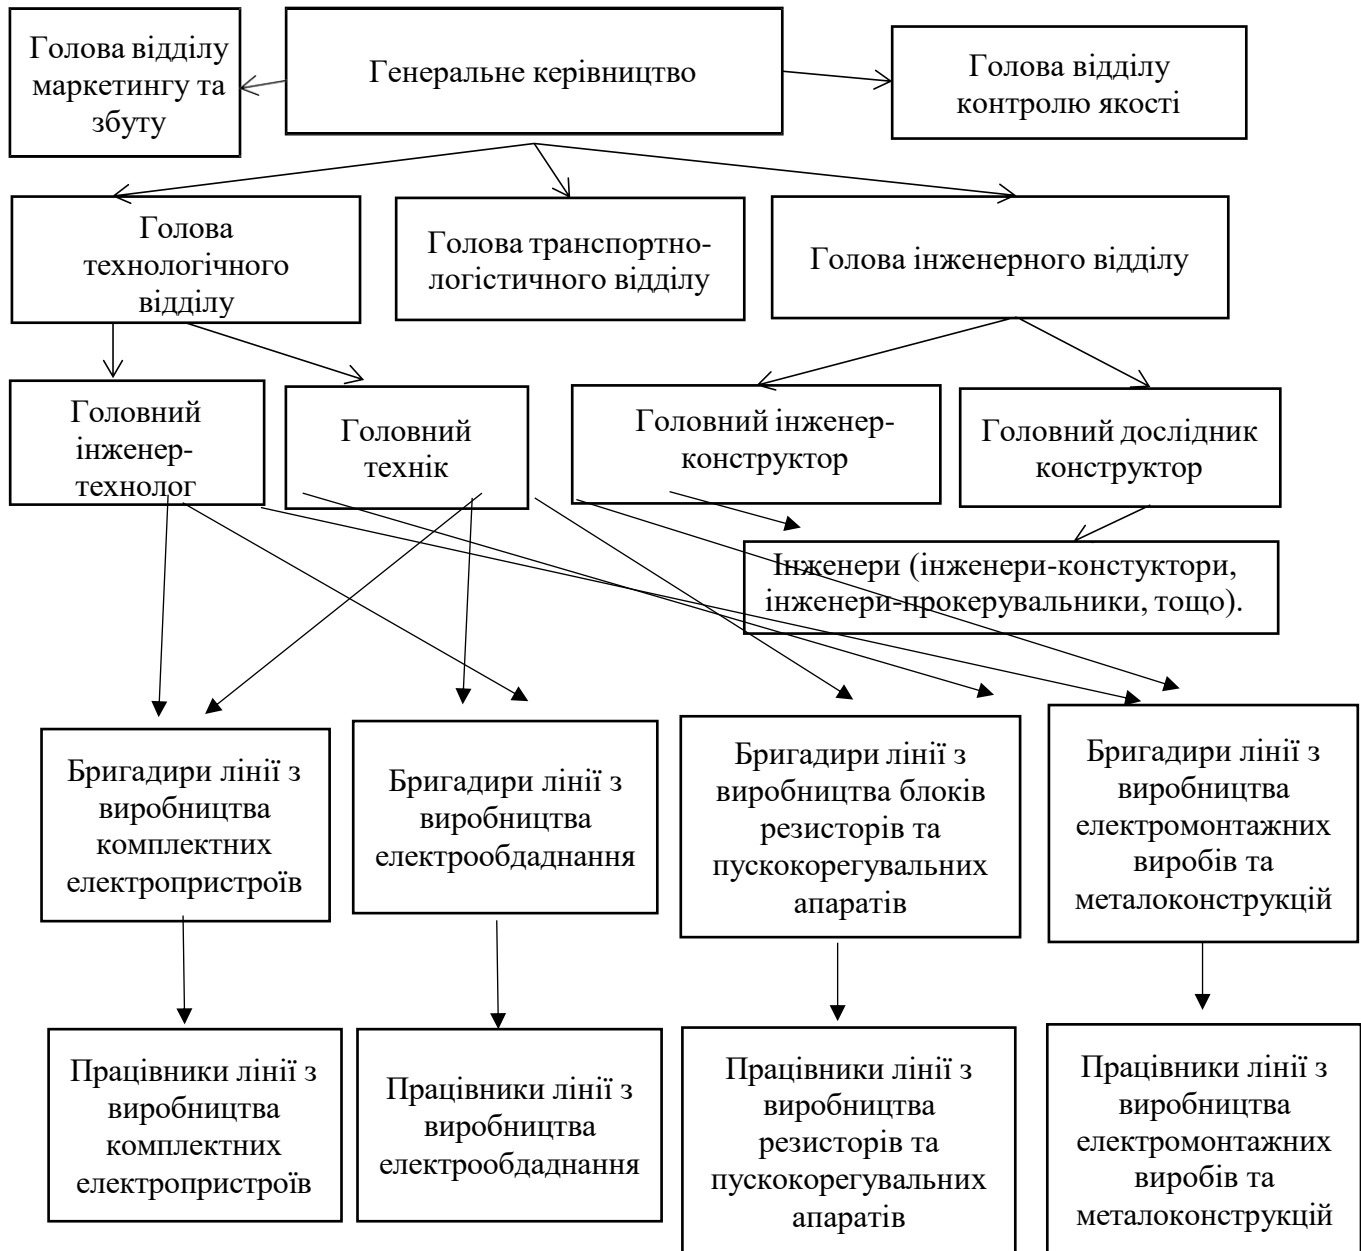 Голова відділу
маркетингу та
збуту
Генеральне керівництво
Голова відділу
контролю якості
Голова
технологічного
відділу
Голова транспортно-
логістичного відділу
Голова інженерного відділу
Головний
інженер-
технолог
Головний
технік
Головний інженер-
конструктор
Головний дослідник
конструктор
Інженери (інженери-констуктори,
інженери-прокерувальники, тощо).
Бригадири лінії з
виробництва
комплектних
електропристроїв
Бригадири лінії з
виробництва
електрообдаднання
Бригадири лінії з
виробництва блоків
резисторів та
пускокорегувальних
апаратів
Бригадири лінії з
виробництва
електромонтажних
виробів та
металоконструкцій
Працівники лінії з
виробництва
комплектних
електропристроїв
Працівники лінії з
виробництва
електрообдаднання
Працівники лінії з
виробництва
резисторів та
пускокорегувальних
апаратів
Працівники лінії з
виробництва
електромонтажних
виробів та
металоконструкцій